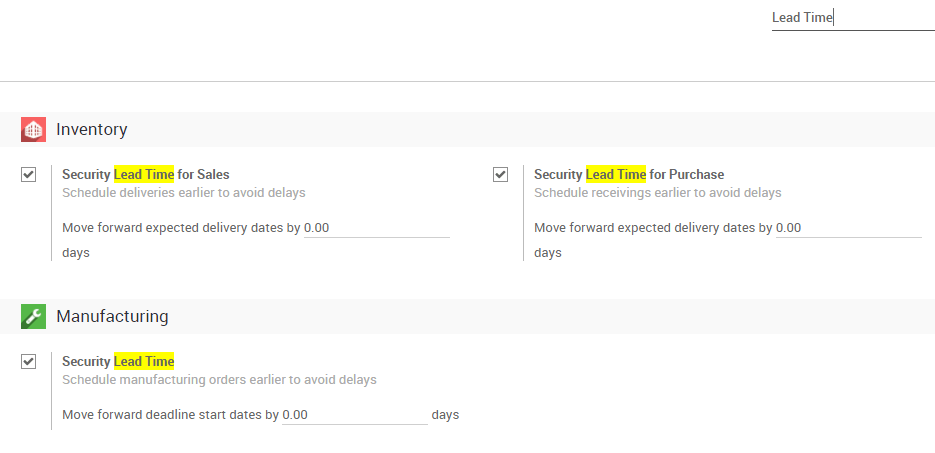 Lead Time
Inventory
Security Lead Time for Sales
Schedule deliveries earlier to avoid delays
Move forward expected delivery dates by 0.00
days
Security Lead Time for Purchase
Schedule receivings earlier to avoid delays
Move forward expected delivery dates by 0.00
days
Manufacturing
Security Lead Time
Schedule manufacturing orders earlier to avoid delays
Move forward deadline start dates by 0.00 days